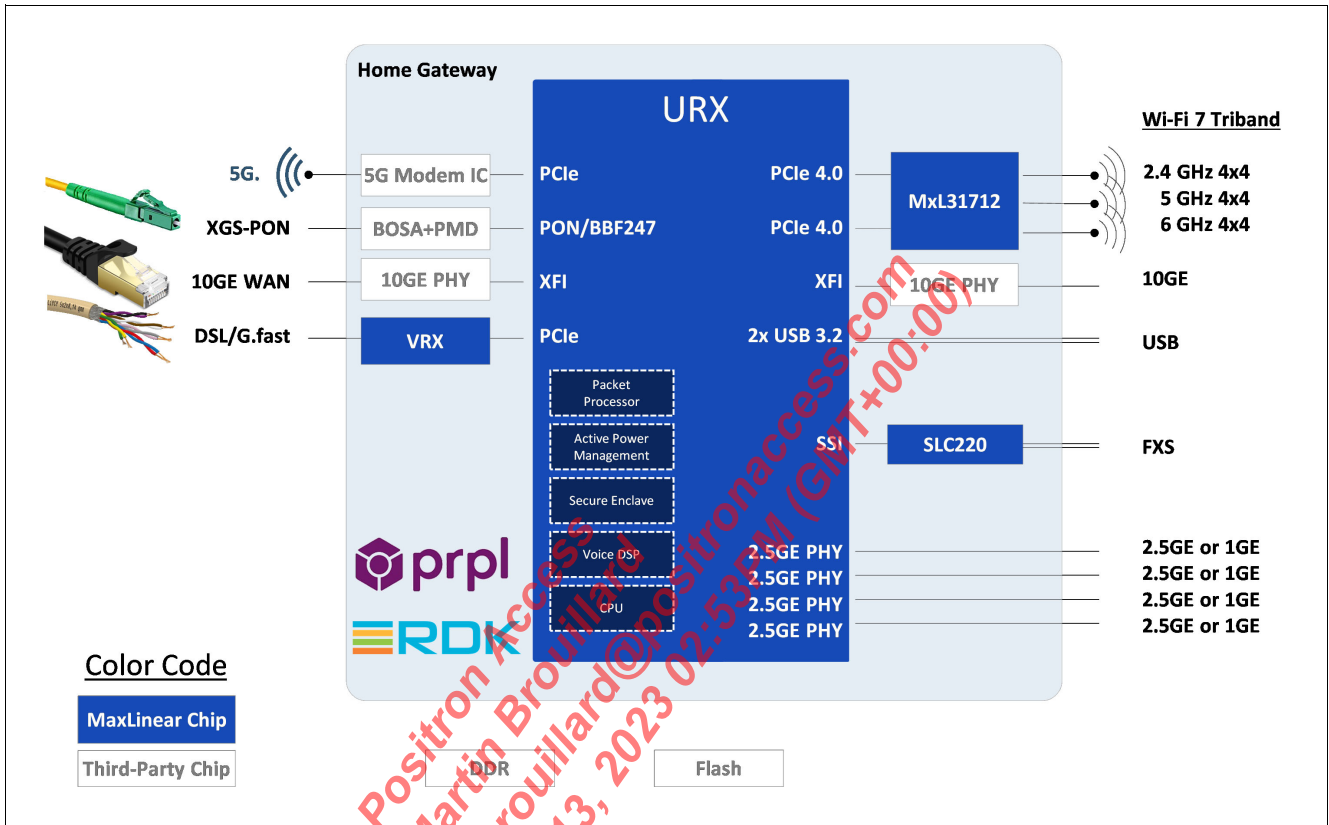 Home Gateway
URX
Wi-Fi 7 Triband
5G.
5G Modem IC
PCIe
PCIe 4.0
MxL31712
2.4 GHz 4x4
5 GHz 4x4
6 GHz 4x4
XGS-PON
BOSA+PMD
PON/BBF247
PCIe 4.0
10GE WAN
10GE PHY
XFI
XFI
10GE PHY
10GE
DSL/G.fast
VRX
PCIe
2x USB 3.2
USB
Packet
Processor
Active Power
Management
SSI
SLC220
FXS
Secure Enclave
Voice DSP
CPU
2.5GE PHY
2.5GE PHY
2.5GE PHY
2.5GE PHY
2.5GE or 1GE
2.5GE or 1GE
2.5GE or 1GE
2.5GE or 1GE
prpl
RDK
Color Code
MaxLinear Chip
Third-Party Chip
DDR
Flash
Positron Access
Martin Brouillard
rouillard@positronaccess.com
13, 2023 02:53PM (GMT+00:00)